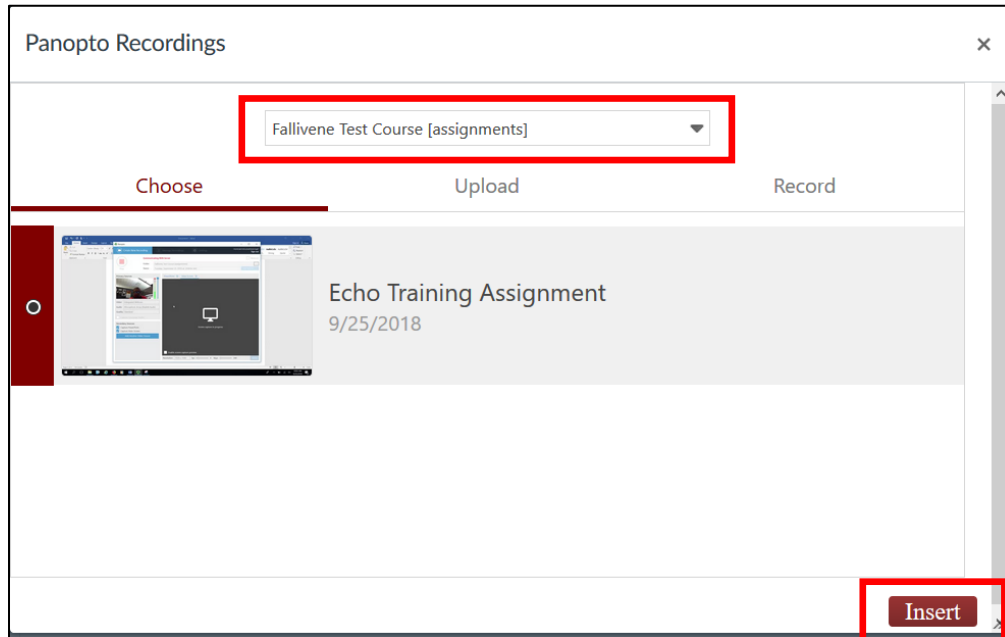 Panopto Recordings
Fallivene Test Course [assignments]
Choose Upload Record
Echo Training Assignment
9/25/2018
Insert